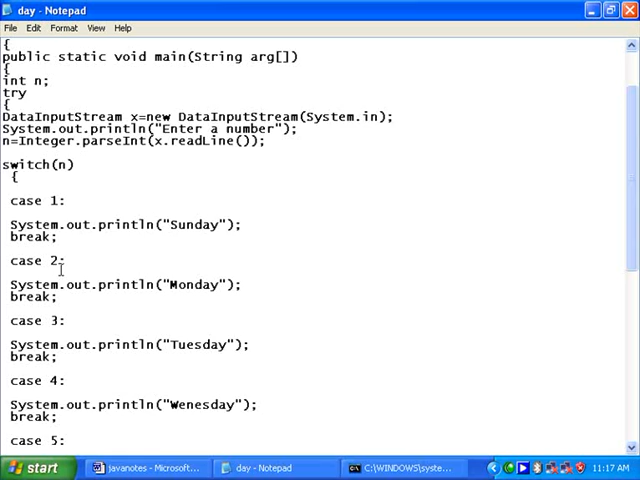 day - Notepad
File Edit Format View Help
{
public static void main(String arg[])
{
int n;
try
{
DataInputStream x=new DataInputStream(System.in);
System.out.println("Enter a number");
n=Integer.parseInt(x.readLine());
switch(n)
{
case 1:
System.out.println("Sunday");
break;
case 2:
System.out.println("Monday");
break;
case 3:
System.out.println("Tuesday");
break;
case 4:
System.out.println("Wenesday");
break;
case 5:
start javanotes - Microsoft... day - Notepad C:\WINDOWS\syste... 11:17 AM